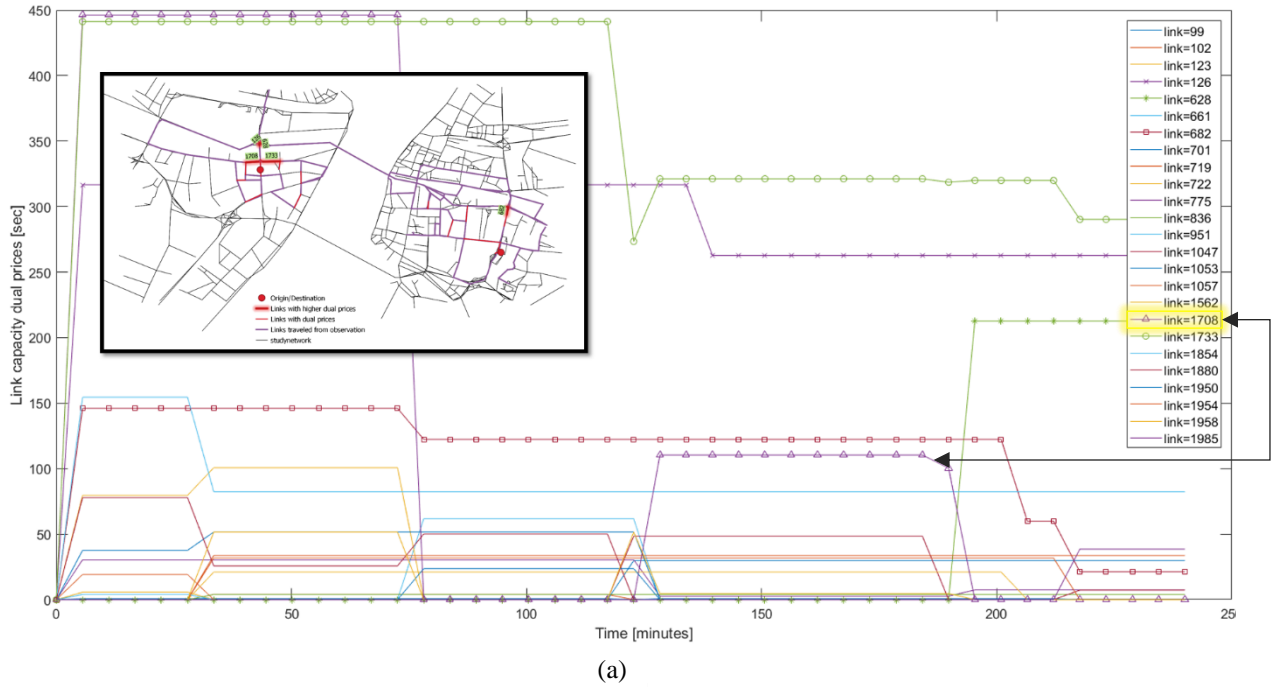 450
400
350
300
250
200
150
100
50
0
Link capacity dual prices [sec]
0
50
100
150
200
25
Time [minutes]
1708
1733
Origin/Destination
Links with higher dual prices
Links with dual prices
Links traveled from observation
studynetwork
link=99
link=102
link=123
link=126
link=628
link=661
link=682
link=701
link=719
link=722
link=775
link=836
link=951
link=1047
link=1053
link=1057
link=1562
link=1708
link=1733
link=1854
link=1880
link=1950
link=1954
link=1958
link=1985
(a)